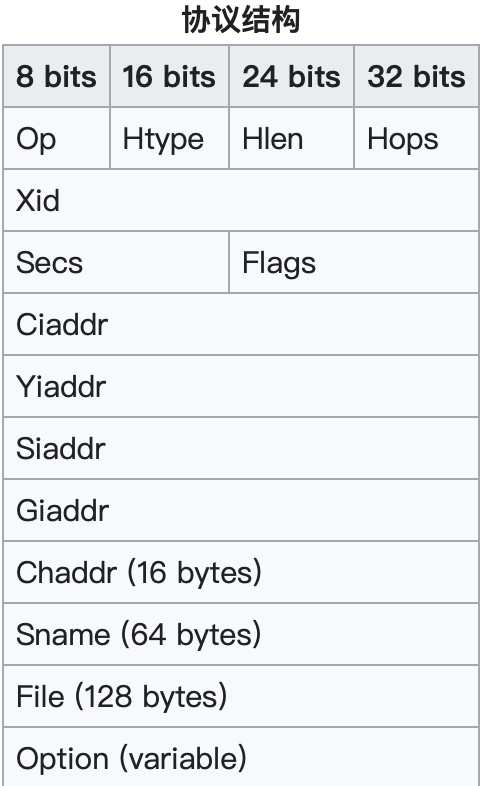 协议结构
8 bits 16 bits 24 bits 32 bits
Op Htype Hlen Hops
Xid
Secs Flags
Ciaddr
Yiaddr
Siaddr
Giaddr
Chaddr (16 bytes)
Sname (64 bytes)
File (128 bytes)
Option (variable)